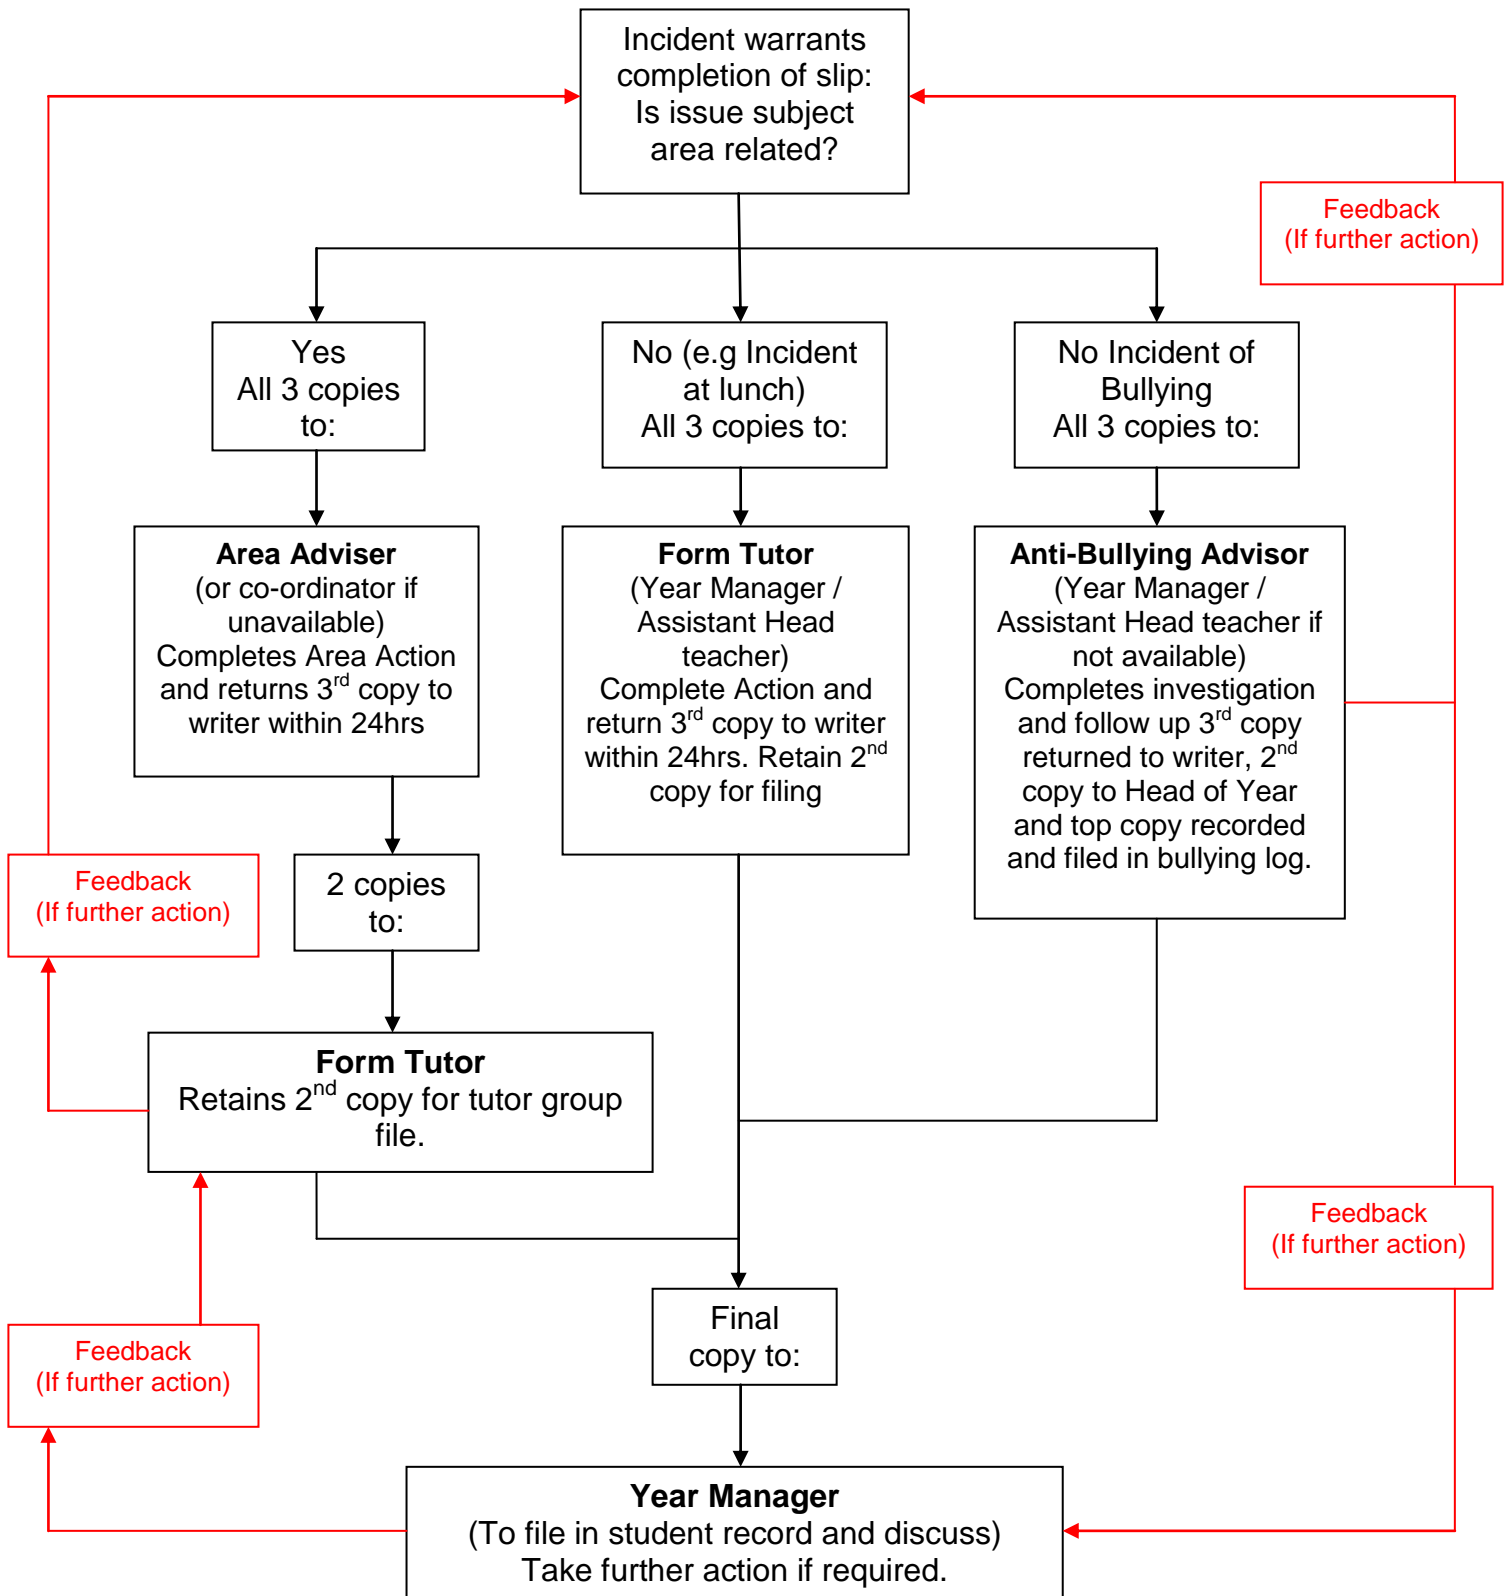 Incident warrants
completion of slip:
Is issue subject
area related?
Feedback
(If further action)
Yes
All 3 copies
to:
No (e.g Incident
at lunch)
All 3 copies to:
No Incident of
Bullying
All 3 copies to:
Area Adviser
(or co-ordinator if
unavailable)
Completes Area Action
and returns 3rd copy to
writer within 24hrs
Form Tutor
(Year Manager /
Assistant Head
teacher)
Complete Action and
return 3rd copy to writer
within 24hrs. Retain 2nd
copy for filing
Anti-Bullying Advisor
(Year Manager /
Assistant Head teacher if
not available)
Completes investigation
and follow up 3rd copy
returned to writer, 2nd
copy to Head of Year
and top copy recorded
and filed in bullying log.
Feedback
(If further action)
2 copies
to:
Form Tutor
Retains 2nd copy for tutor group
file.
Feedback
(If further action)
Final
copy to:
Feedback
(If further action)
Year Manager
(To file in student record and discuss)
Take further action if required.